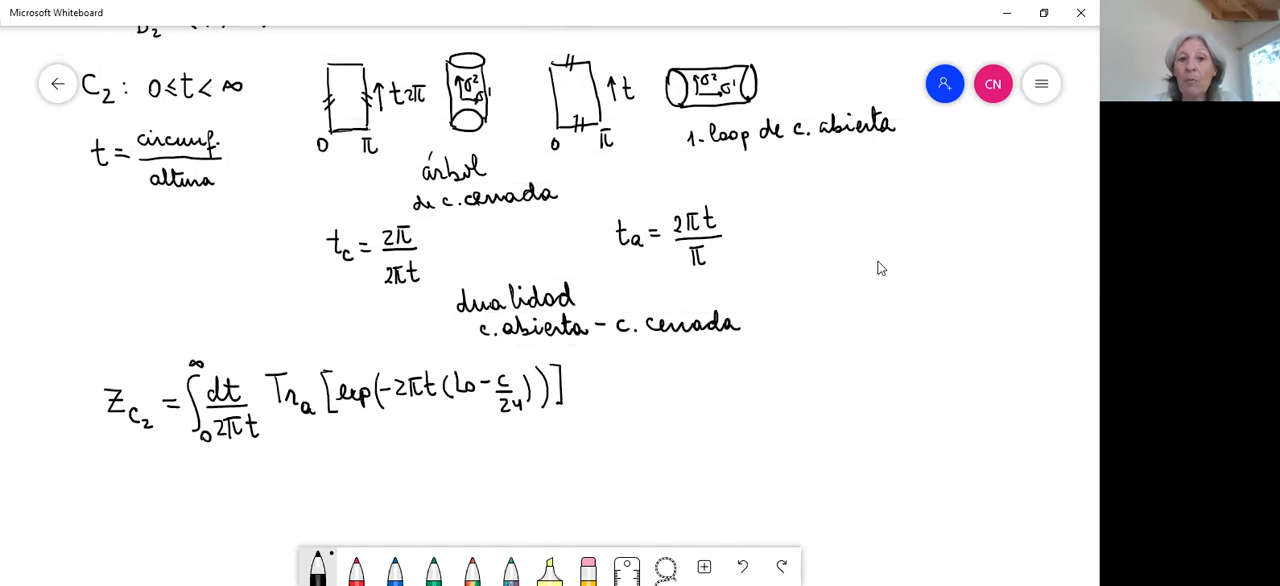 Microsoft Whiteboard
C₂ : 0 ≤ t < ∞
t = circunf. / altura
0 π ↑ t 2π
σ² σ¹
0 π ↑ t
σ² σ¹
árbol
de c. cerrada
1-loop de c. abierta
t_c = 2π / 2πt
t_a = 2πt / π
dualidad
c. abierta - c. cerrada
Z_C₂ = ∫₀^∞ dt / 2πt Tr_a [exp(-2πt (L0 - c/24))]
CN